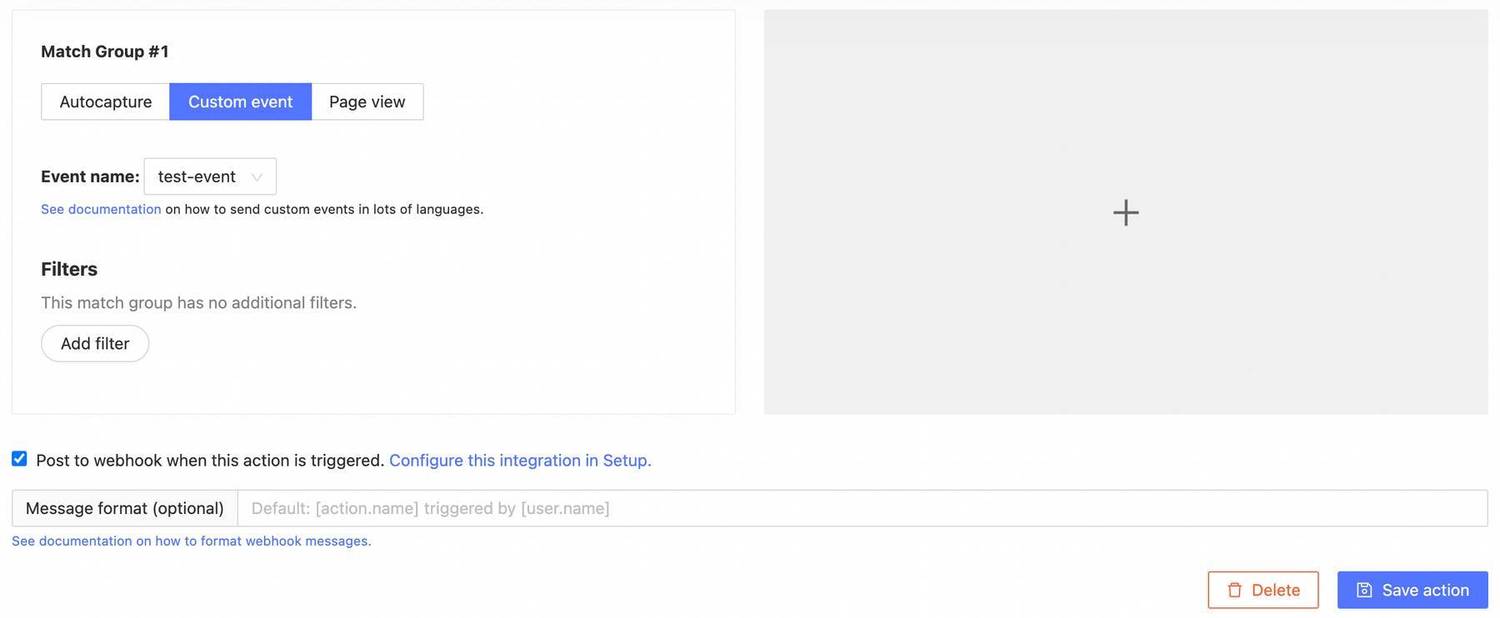 Match Group #1
Autocapture Custom event Page view
Event name: test-event
See documentation on how to send custom events in lots of languages.
Filters
This match group has no additional filters.
Add filter
Post to webhook when this action is triggered. Configure this integration in Setup.
Message format (optional) Default: [action.name] triggered by [user.name]
See documentation on how to format webhook messages.
Delete Save action